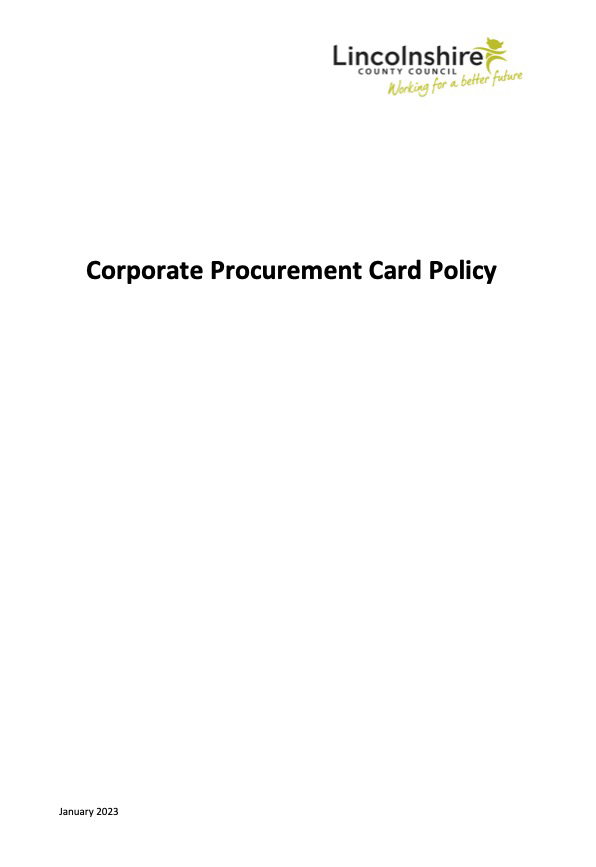 Lincolnshire
COUNTY COUNCIL
Working for a better future
Corporate Procurement Card Policy
January 2023